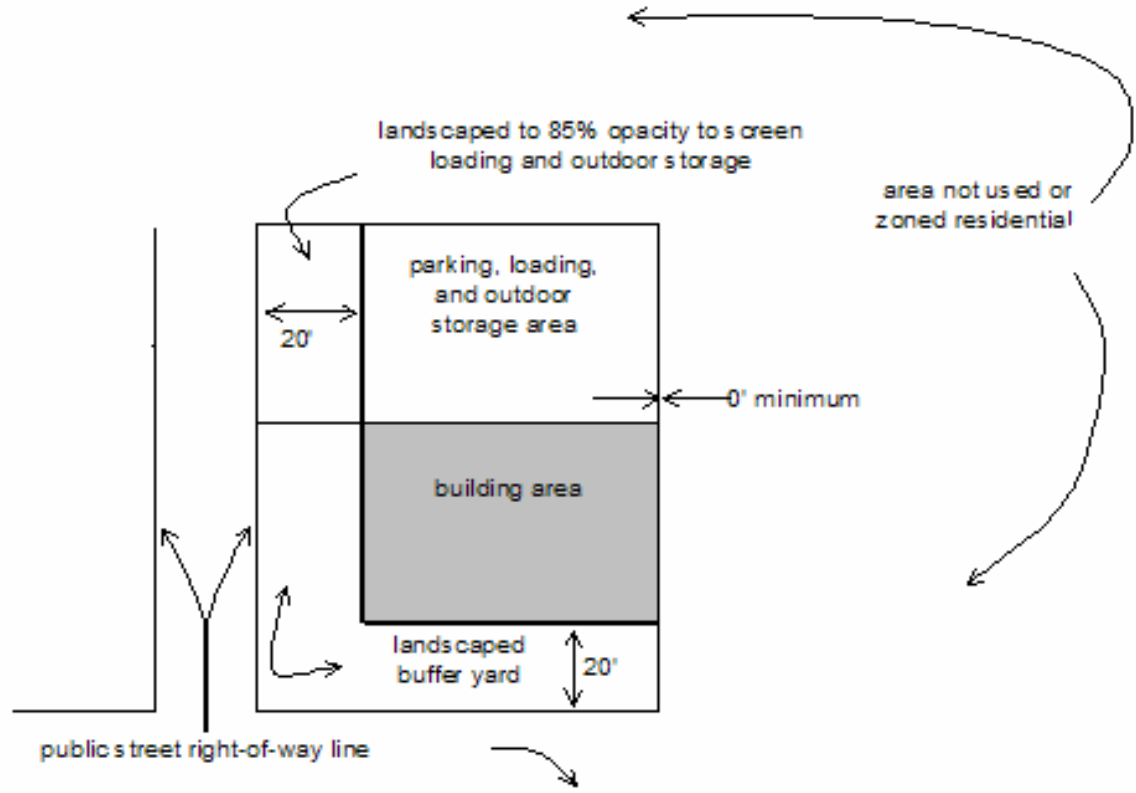 landscaped to 85% opacity to screen
loading and outdoor storage
area not used or
zoned residential
parking, loading,
and outdoor
storage area
20'
0' minimum
building area
landscaped
buffer yard
20'
public street right-of-way line